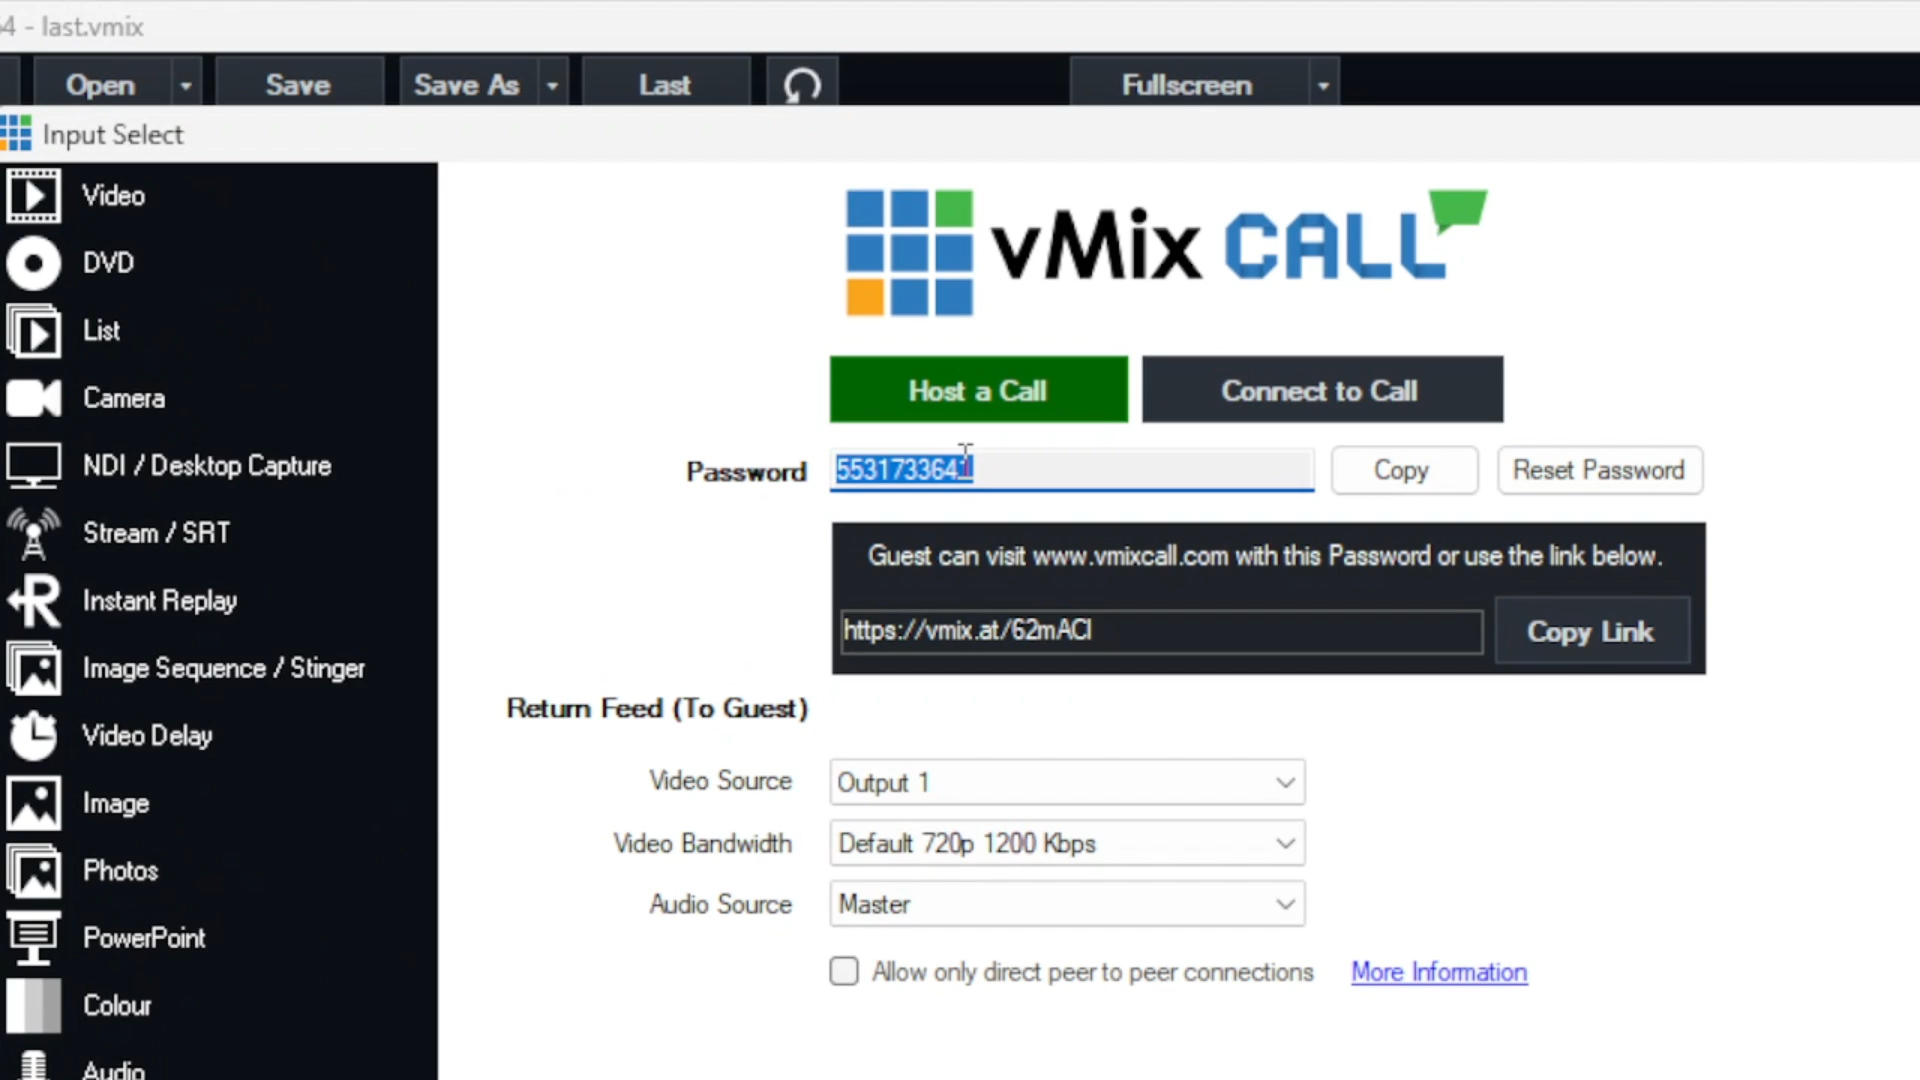 64 - last.vmix
Open
Save
Save As
Last
Fullscreen
Input Select
Video
DVD
List
Camera
NDI / Desktop Capture
Stream / SRT
Instant Replay
Image Sequence / Stinger
Video Delay
Image
Photos
PowerPoint
Colour
Audio
vMix CALL
Host a Call
Connect to Call
Password
5531733641
Copy
Reset Password
Guest can visit www.vmixcall.com with this Password or use the link below.
https://vmix.at/62mACI
Copy Link
Return Feed (To Guest)
Video Source
Output 1
Video Bandwidth
Default 720p 1200 Kbps
Audio Source
Master
Allow only direct peer to peer connections
More Information